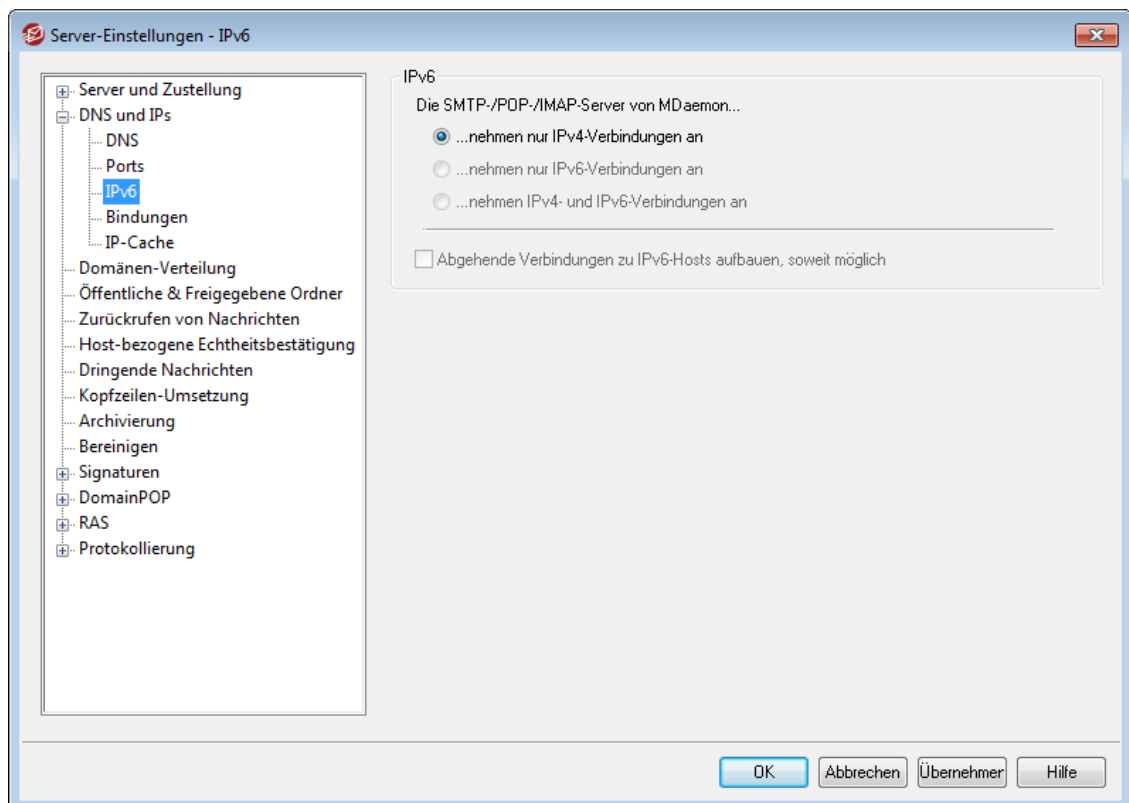 Server-Einstellungen - IPv6
Server und Zustellung
DNS und IPs
DNS
Ports
IPv6
Bindungen
IP-Cache
Domänen-Verteilung
Öffentliche & Freigegebene Ordner
Zurückrufen von Nachrichten
Host-bezogene Echtheitsbestätigung
Dringende Nachrichten
Kopfzeilen-Umsetzung
Archivierung
Bereinigen
Signaturen
DomainPOP
RAS
Protokollierung
IPv6
Die SMTP-/POP-/IMAP-Server von MDaemon...
...nehmen nur IPv4-Verbindungen an
...nehmen nur IPv6-Verbindungen an
...nehmen IPv4- und IPv6-Verbindungen an
Abgehende Verbindungen zu IPv6-Hosts aufbauen, soweit möglich
OK
Abbrechen
Übernehmer
Hilfe